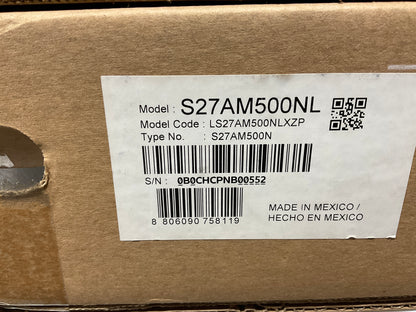 Model : S27AM500NL
Model Code : LS27AM500NLXZP
Type No. : S27AM500N
S/N : 0B0CHCPNB00552
8 806090 758119
MADE IN MEXICO /
HECHO EN MEXICO